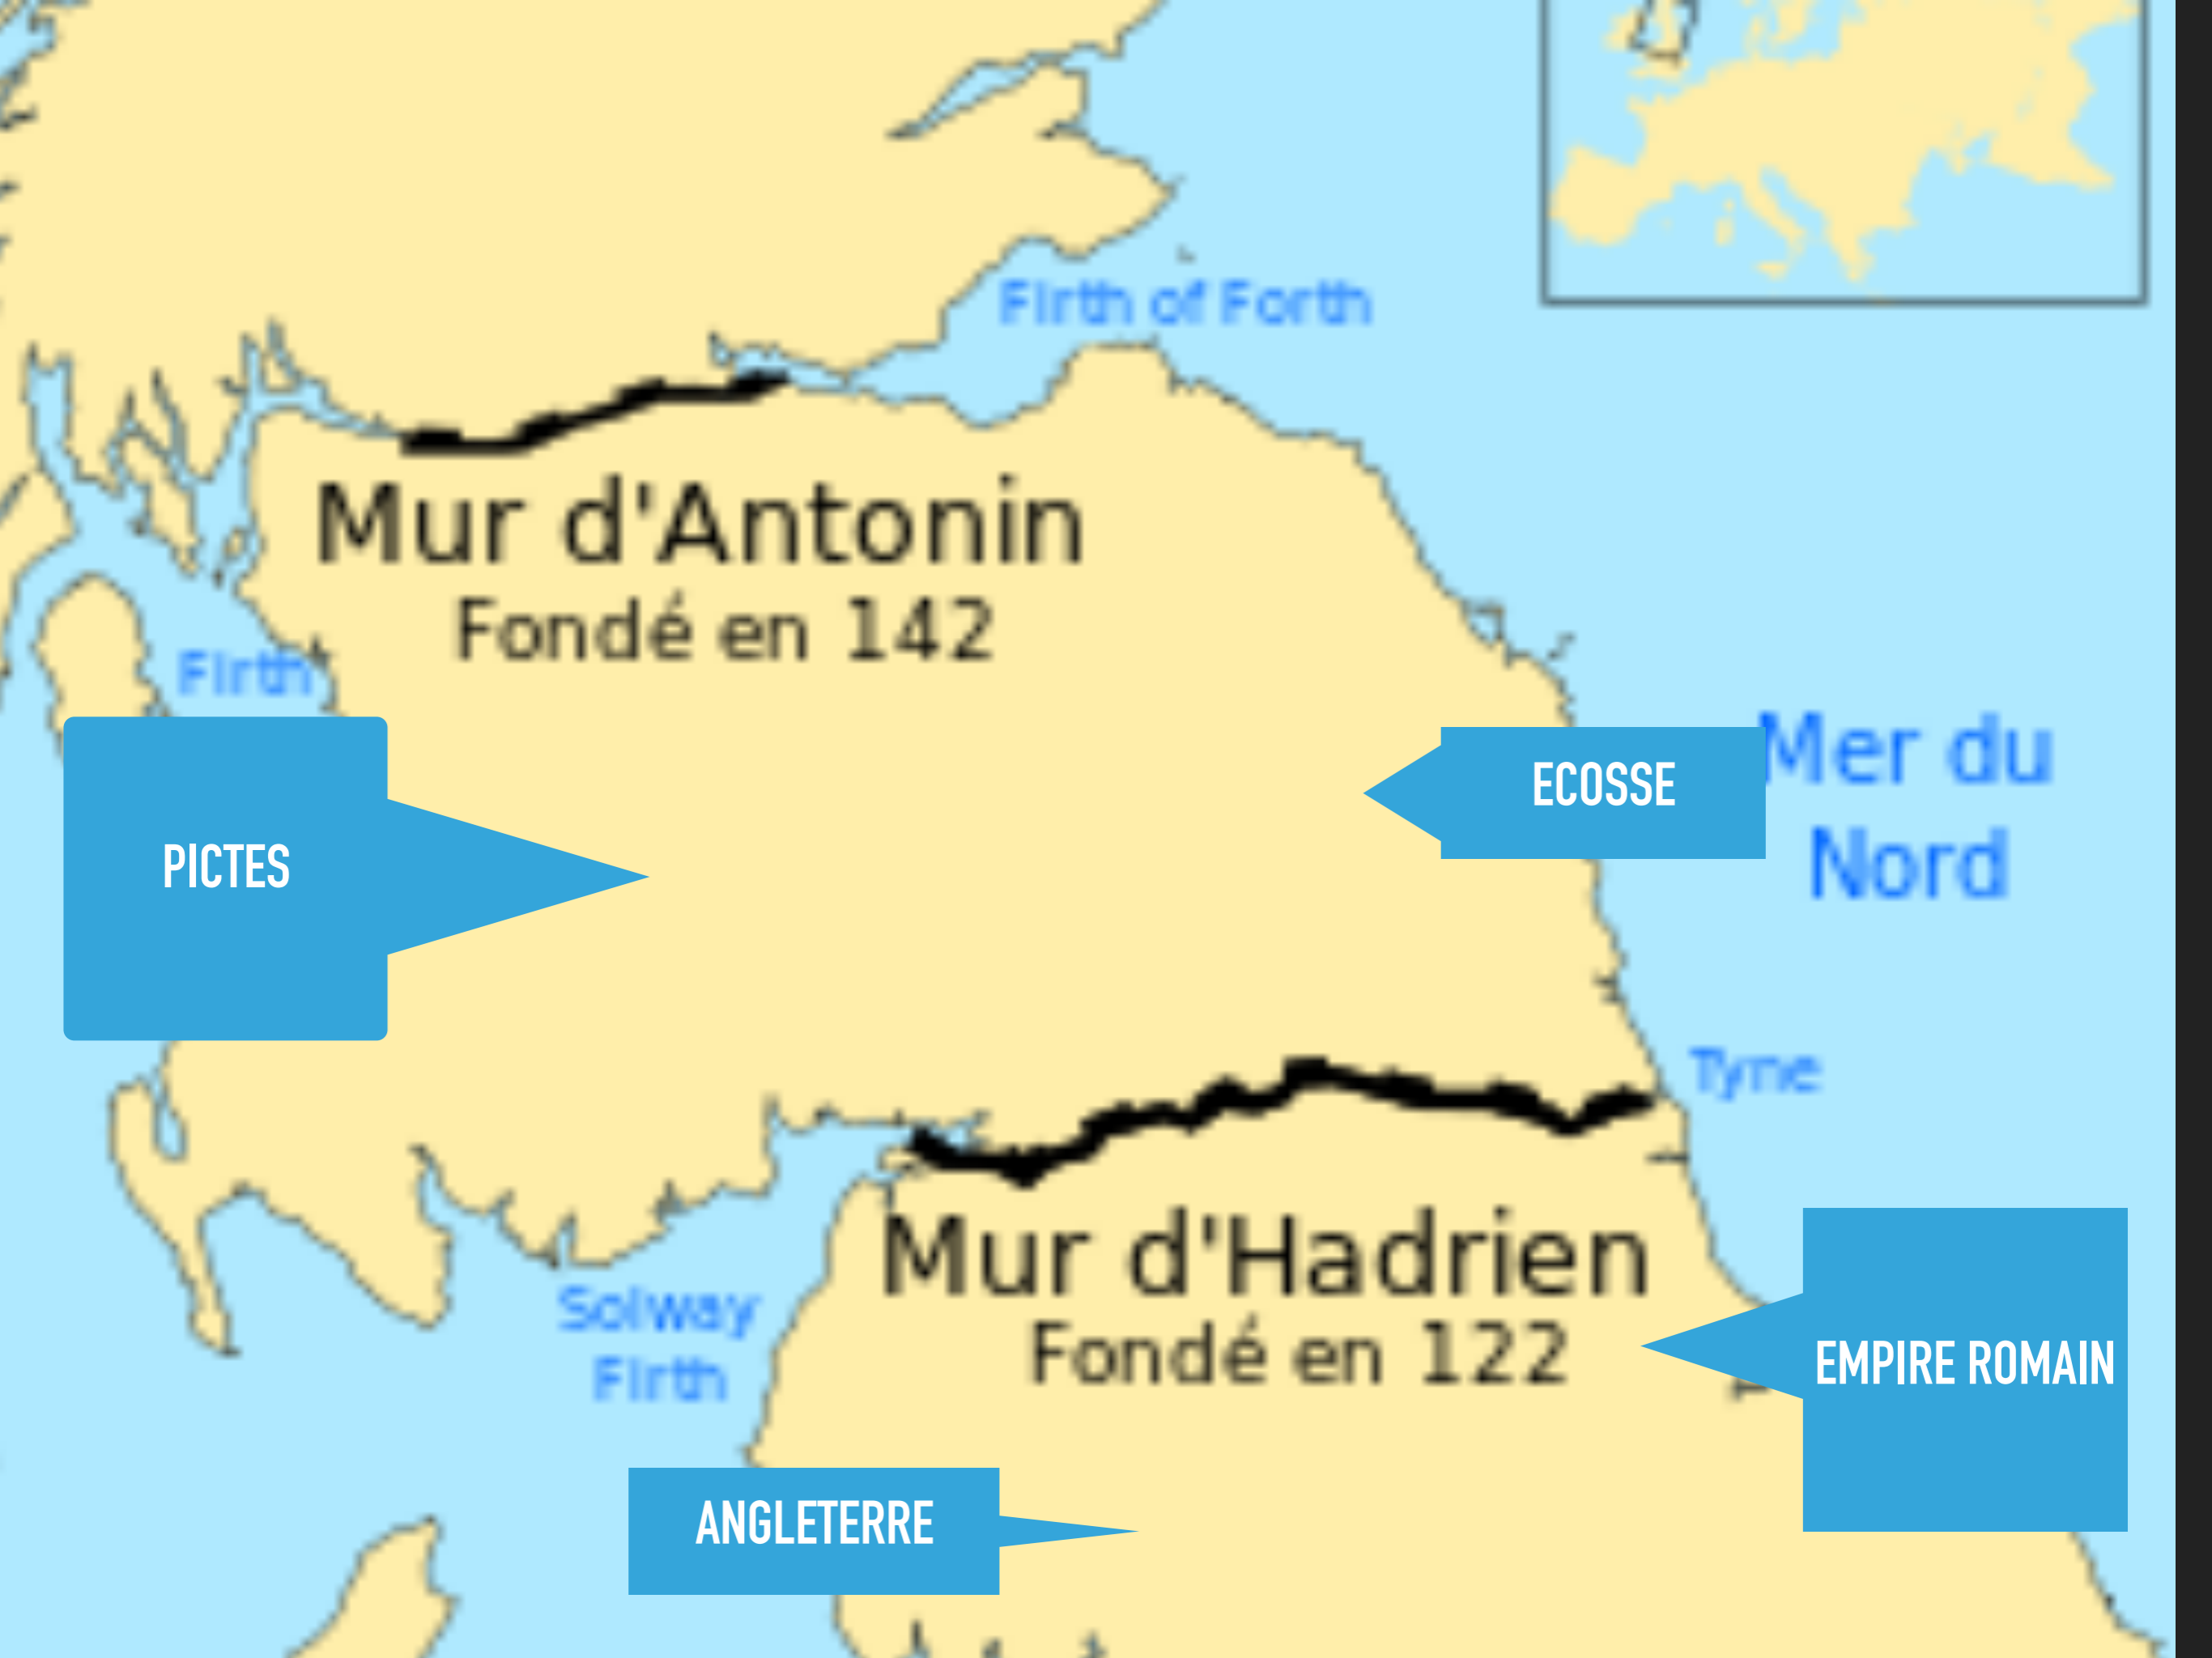 Firth of Forth
Mur d'Antonin
Fondé en 142
Firth
Mer du
Nord
ECOSSE
PICTES
Tyne
Mur d'Hadrien
Fondé en 122
Solway
Firth
EMPIRE ROMAIN
ANGLETERRE